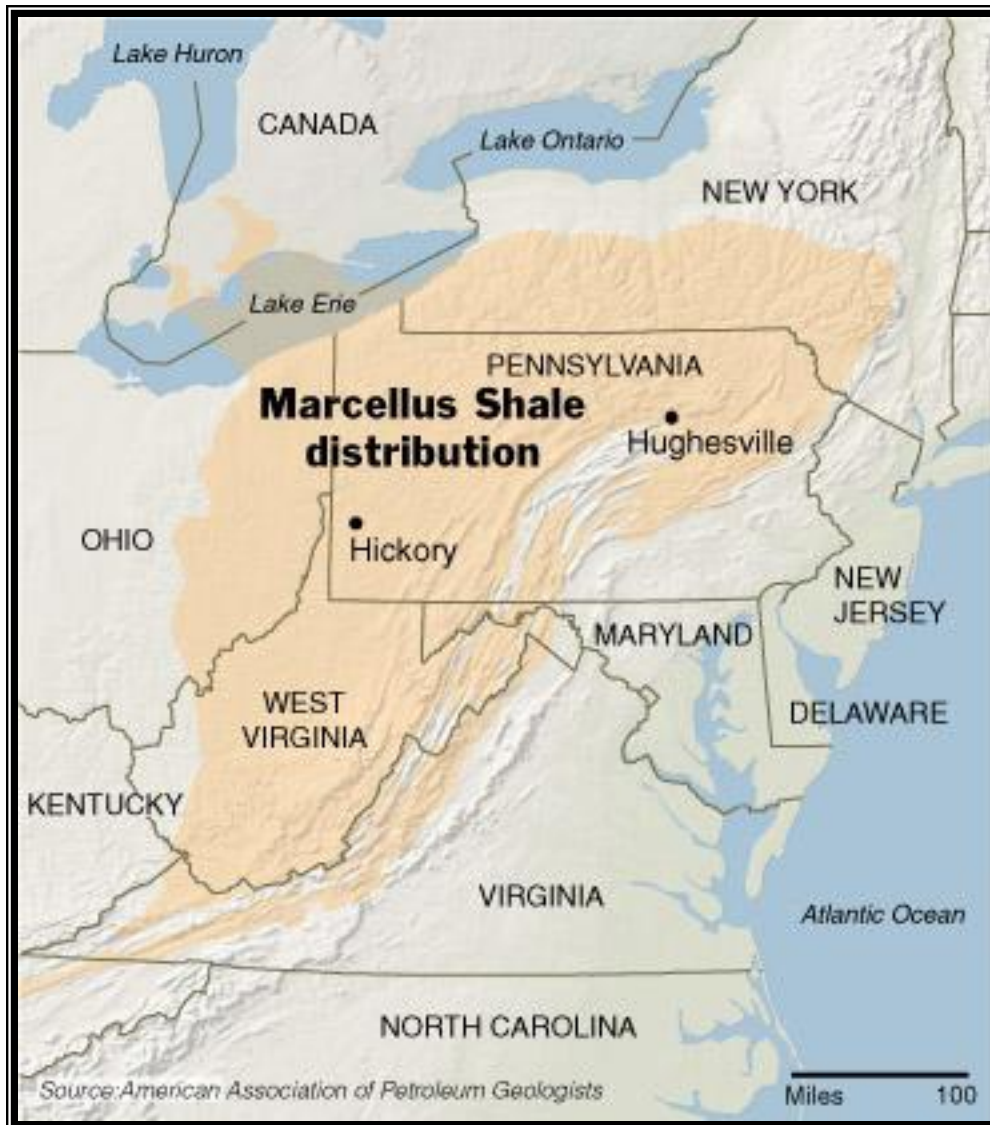 Lake Huron
CANADA
Lake Ontario
NEW YORK
Lake Erie
PENNSYLVANIA
Marcellus Shale
distribution
Hughesville
OHIO
Hickory
NEW
JERSEY
MARYLAND
WEST
VIRGINIA
DELAWARE
KENTUCKY
VIRGINIA
Atlantic Ocean
NORTH CAROLINA
Source:American Association of Petroleum Geologists
Miles 100